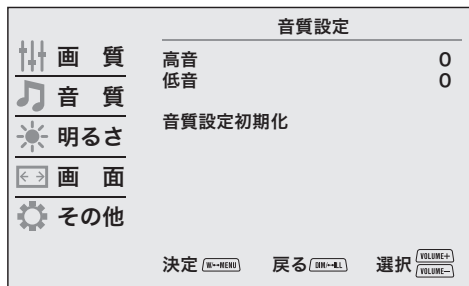 画 質
音 質
明るさ
画 面
その他
音質設定
高音 0
低音 0
音質設定初期化
決定 戻る 選択 VOLUME+
VOLUME−